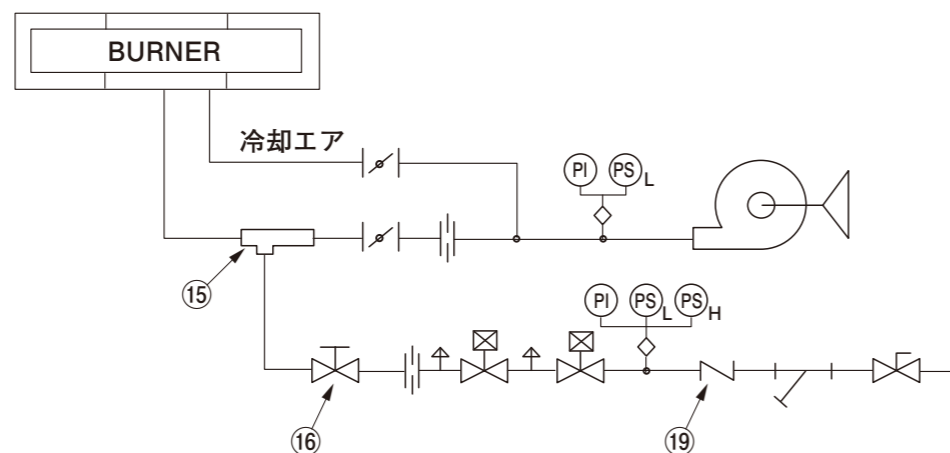 BURNER
冷却エア
PI PS L
⑮
PI PS L PS H
⑯ ⑲